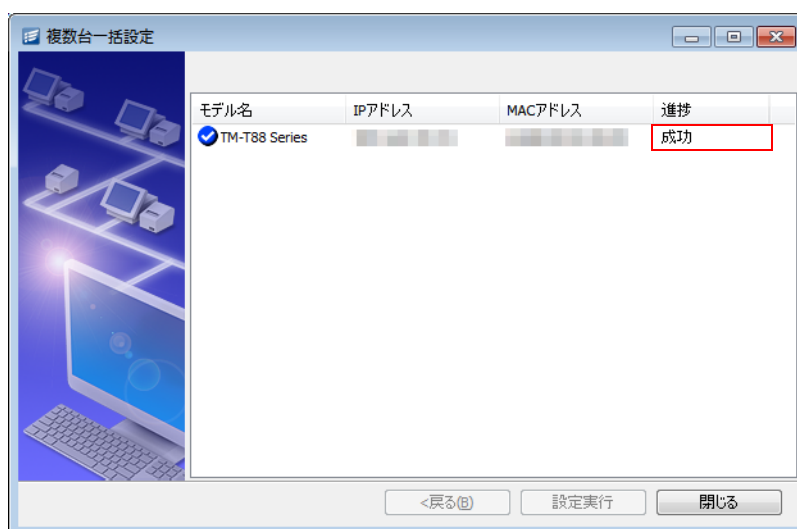 複数台一括設定
モデル名 IPアドレス MACアドレス 進捗
TM-T88 Series 成功
<戻る(B) 設定実行 閉じる